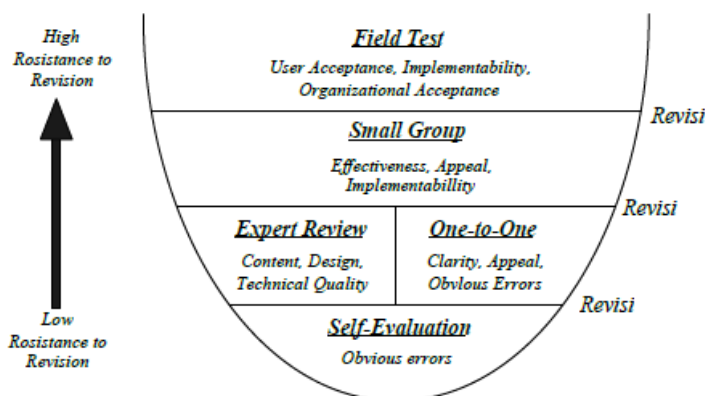 High
Rosistance to
Revision
Field Test
User Acceptance, Implementability,
Organizational Acceptance
Revisi
Small Group
Effectiveness, Appeal,
Implementabillity
Revisi
Expert Review
Content, Design,
Technical Quality
One-to-One
Clarity, Appeal,
Obvlous Errors
Revisi
Self-Evaluation
Obvious errors
Low
Rosistance to
Revision